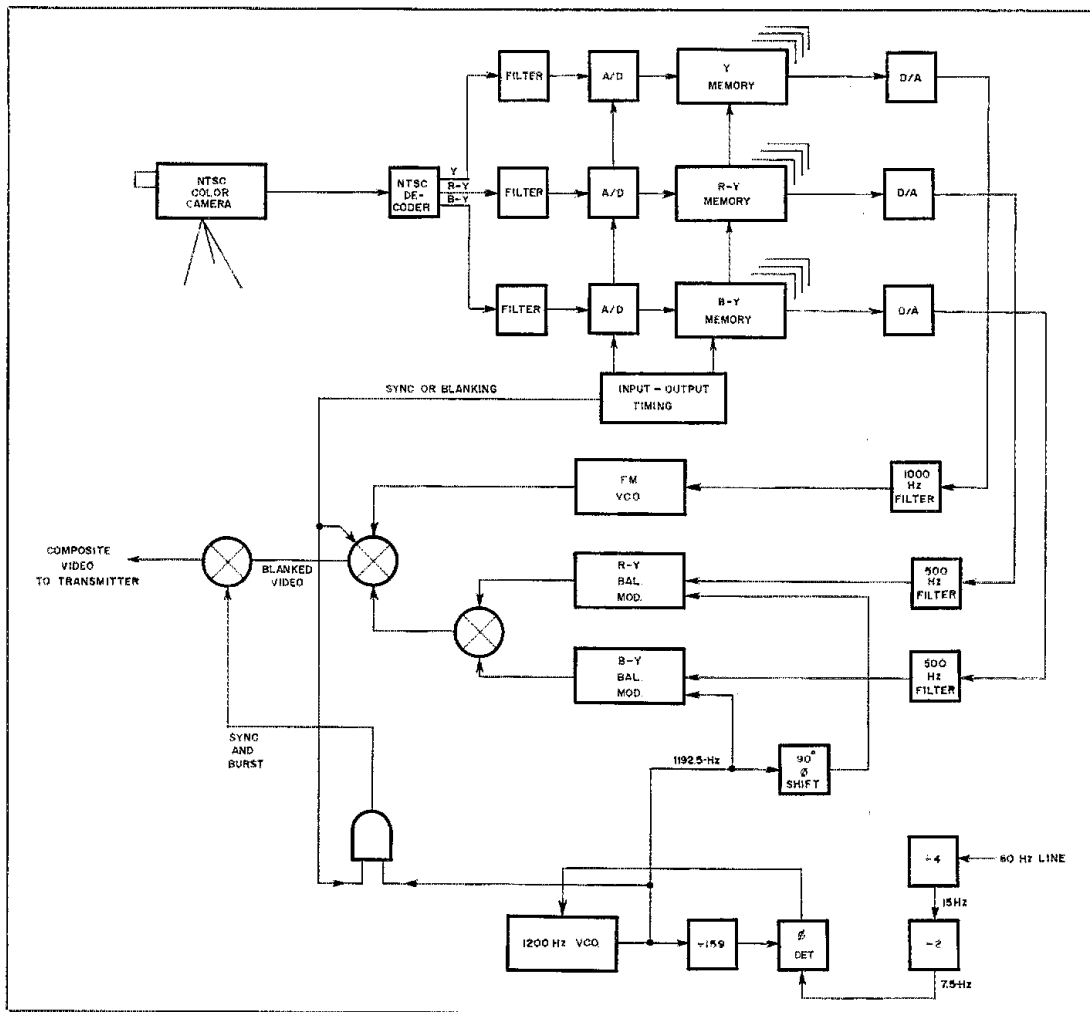 Y
MEMORY
FILTER
A/D
D/A
NTSC
COLOR
CAMERA
NTSC
DE-
CODER
Y
R-Y
B-Y
FILTER
A/D
R-Y
MEMORY
D/A
FILTER
A/D
B-Y
MEMORY
D/A
SYNC OR BLANKING
INPUT - OUTPUT
TIMING
FM
VCO
1000
HZ
FILTER
COMPOSITE
VIDEO
TO TRANSMITTER
BLANKED
VIDEO
R-Y
BAL.
MOD.
500
HZ
FILTER
B-Y
BAL.
MOD.
500
HZ
FILTER
SYNC
AND
BURST
1192.5-Hz
90°
Ø
SHIFT
÷4
60 Hz LINE
15Hz
1200 Hz VCO
÷159
Ø
DET
÷2
7.5-Hz